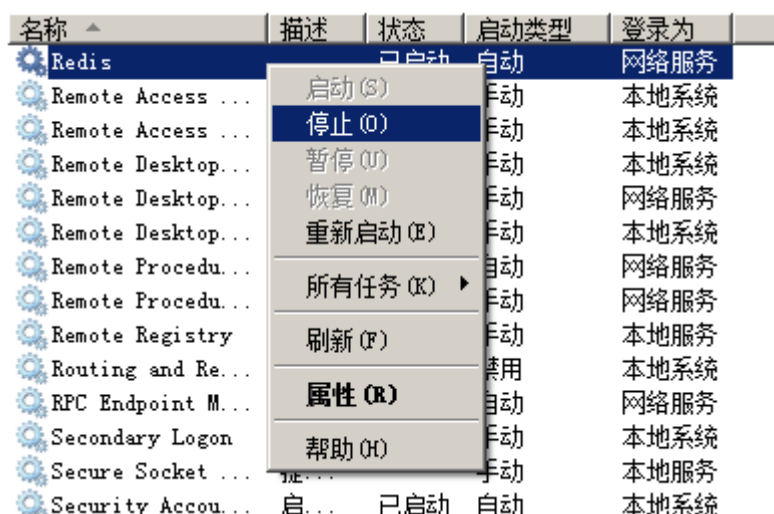 名称 描述 状态 启动类型 登录为
Redis 已启动 自动 网络服务
启动(S)
Remote Access ... 手动 本地系统
停止(O)
Remote Access ... 手动 本地系统
暂停(U)
Remote Desktop... 手动 本地系统
恢复(M)
Remote Desktop... 手动 网络服务
重新启动(E)
Remote Desktop... 手动 本地系统
Remote Procedu... 自动 网络服务
所有任务(K)
Remote Procedu... 手动 网络服务
Remote Registry 手动 本地服务
刷新(F)
Routing and Re... 禁用 本地系统
属性(R)
RPC Endpoint M... 自动 网络服务
Secondary Logon 手动 本地系统
帮助(H)
Secure Socket ... 提... 手动 本地服务
Security Accou... 启... 已启动 自动 本地系统